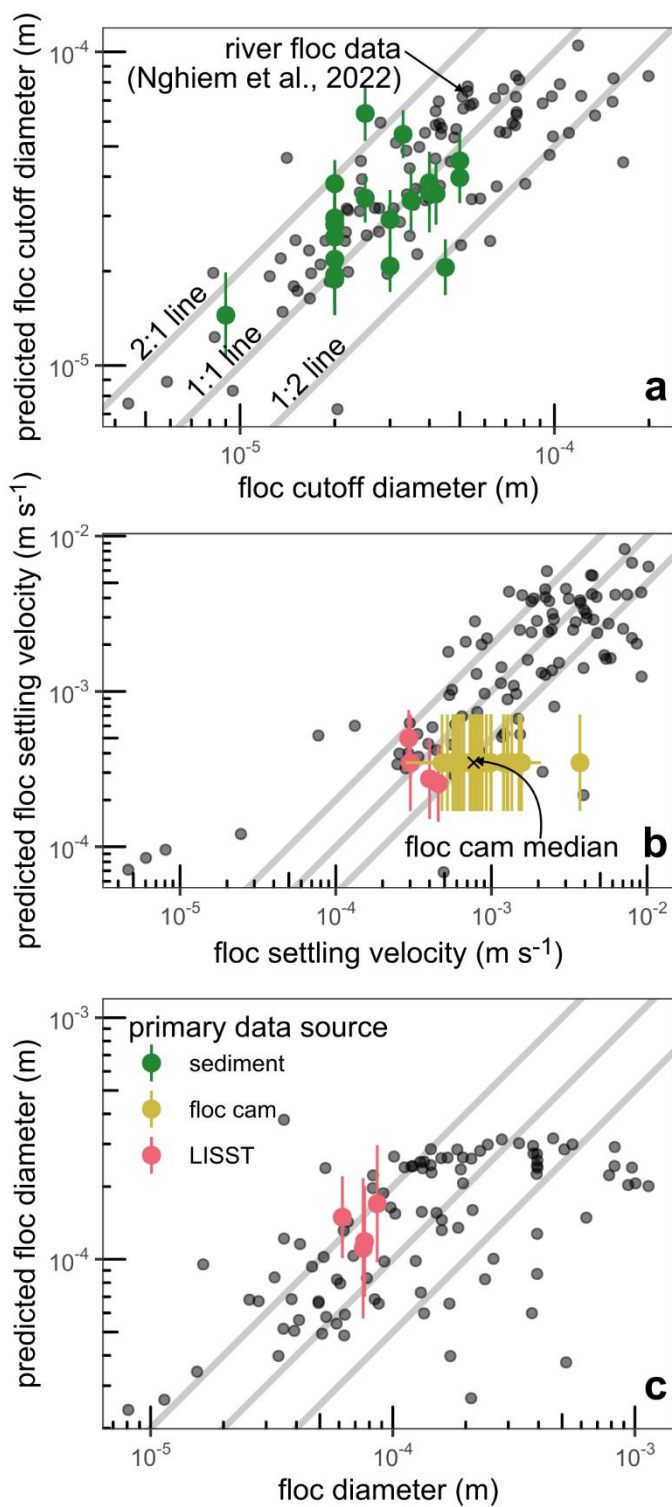 a
10⁻⁴
river floc data
(Nghiem et al., 2022)
predicted floc cutoff diameter (m)
2:1 line
1:1 line
1:2 line
10⁻⁵
10⁻⁵
10⁻⁴
floc cutoff diameter (m)
10⁻²
predicted floc settling velocity (m s⁻¹)
10⁻³
10⁻⁴
floc cam median
b
10⁻⁵
10⁻⁴
10⁻³
10⁻²
floc settling velocity (m s⁻¹)
10⁻³
primary data source
sediment
floc cam
LISST
predicted floc diameter (m)
10⁻⁴
c
10⁻⁵
10⁻⁴
10⁻³
floc diameter (m)